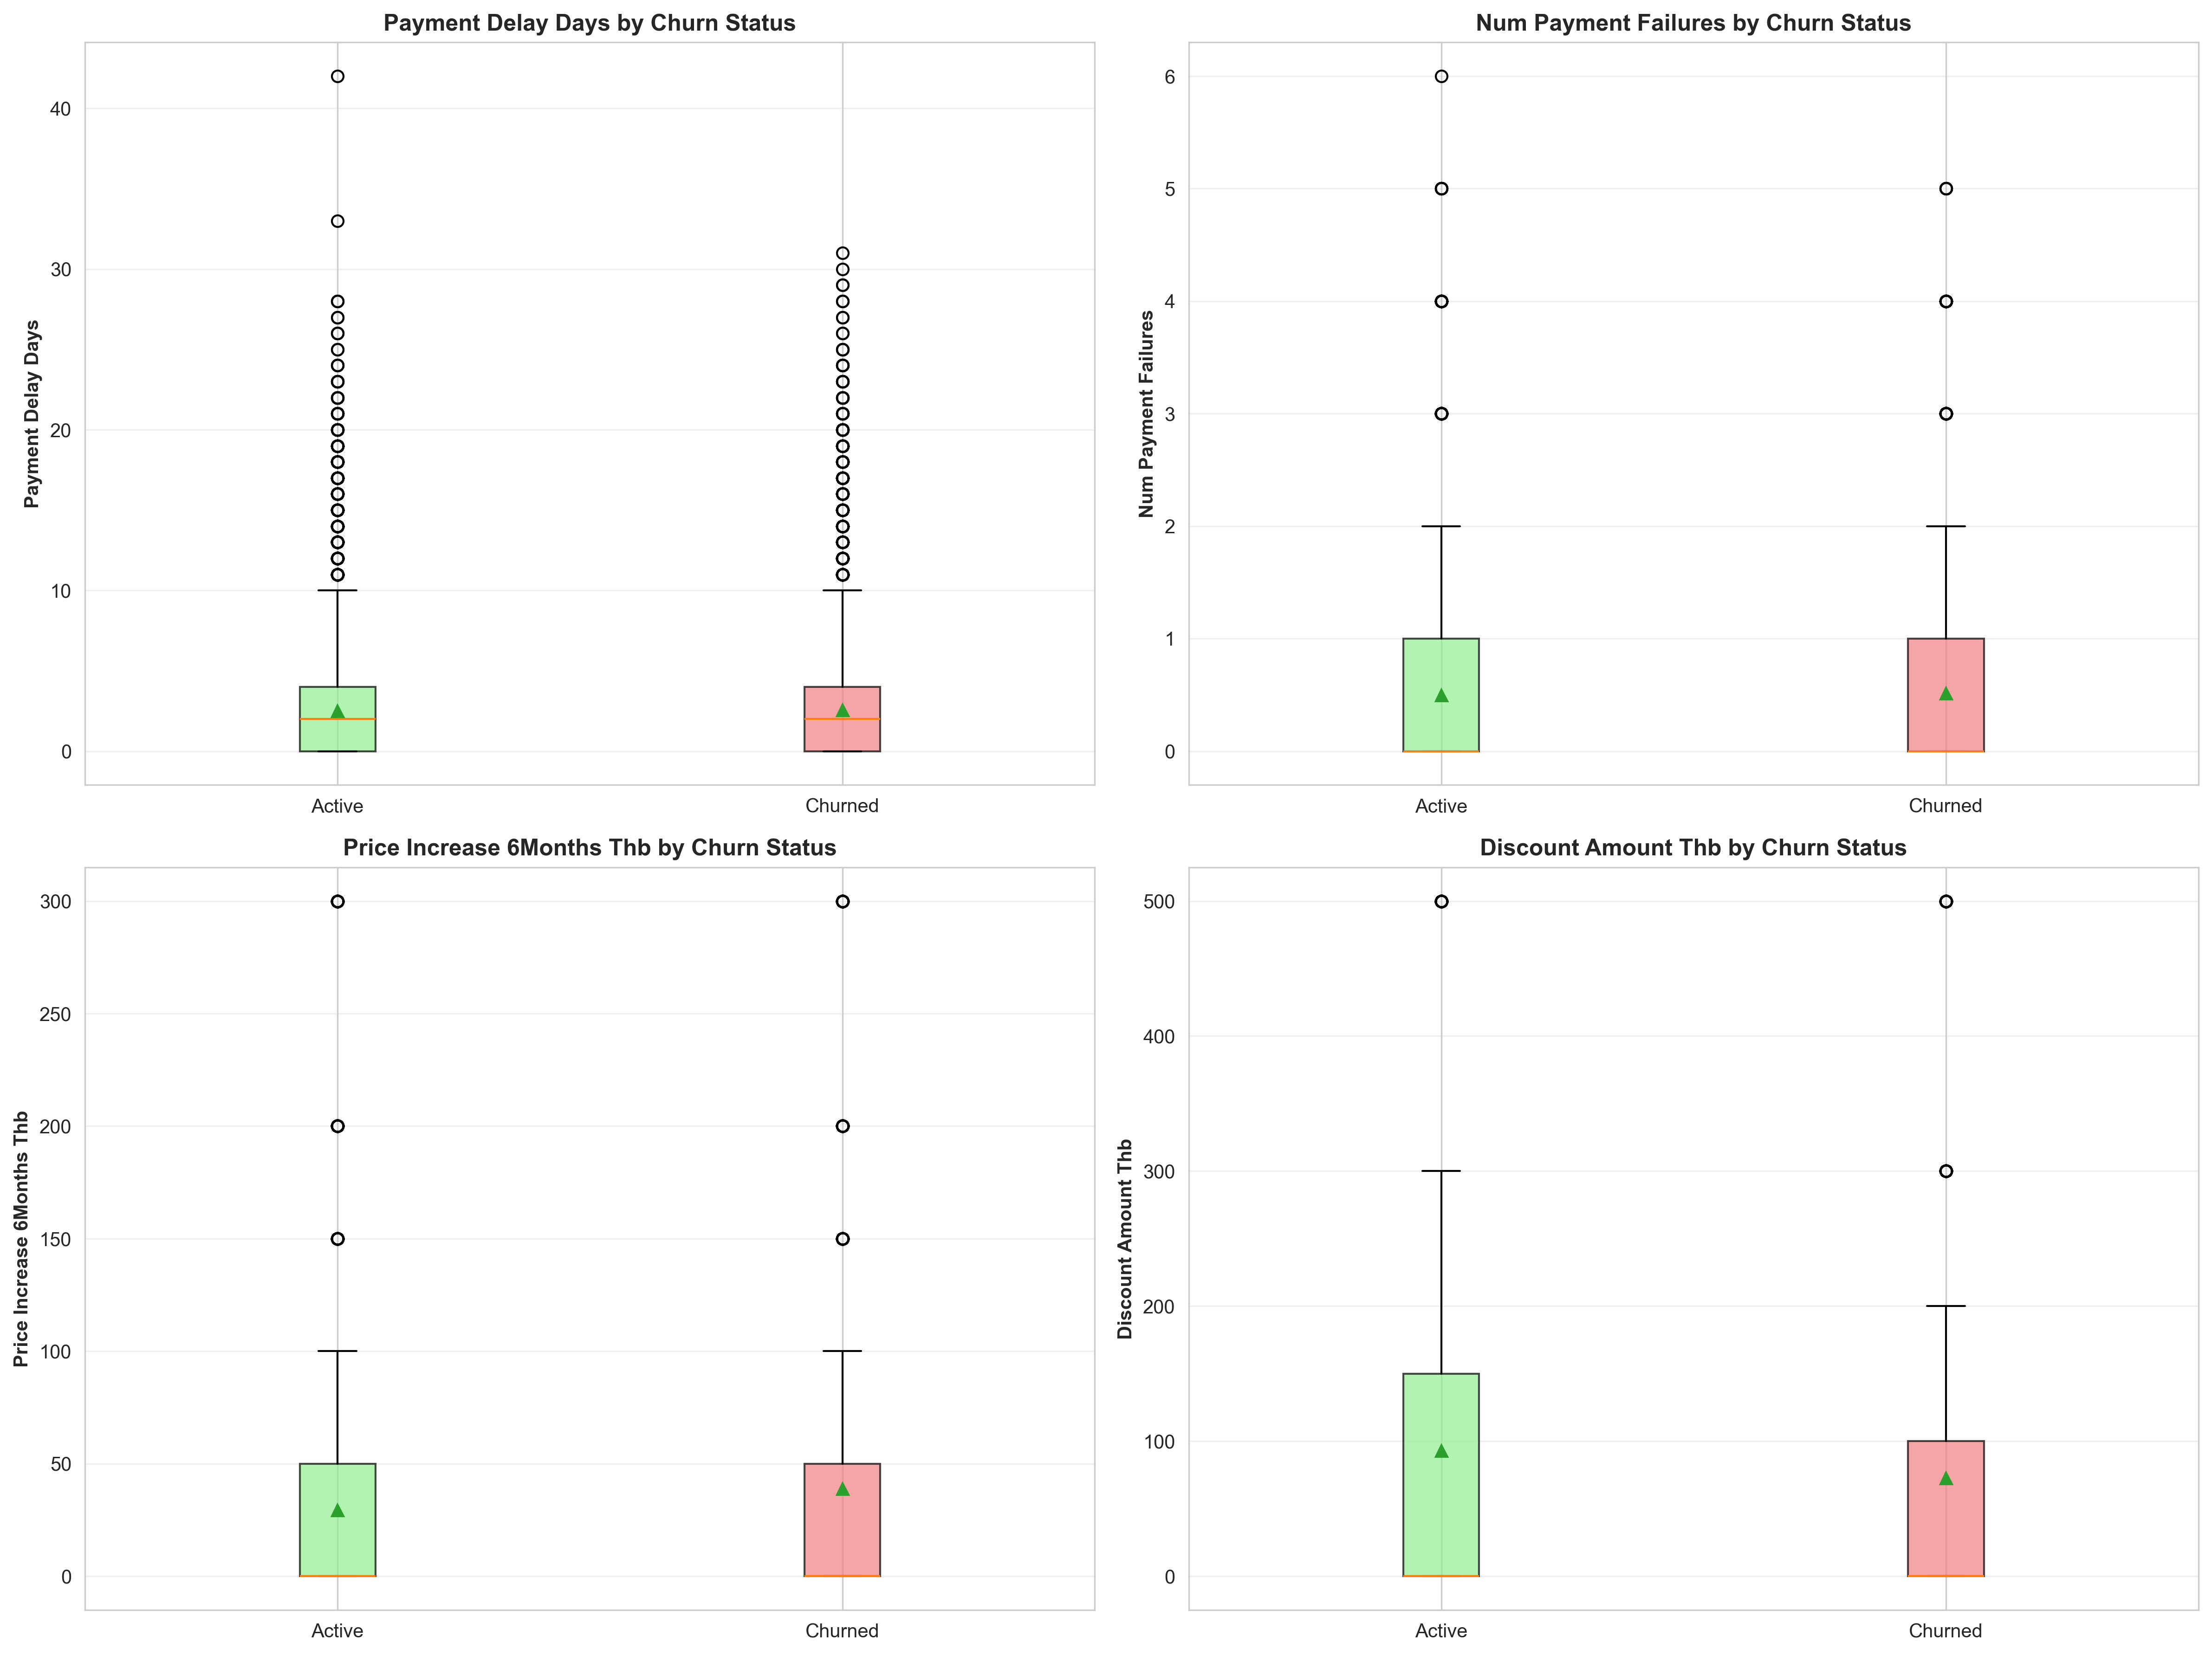 Payment Delay Days by Churn Status
Payment Delay Days
40
30
20
10
0
Active
Churned
Num Payment Failures by Churn Status
Num Payment Failures
6
5
4
3
2
1
0
Active
Churned
Price Increase 6Months Thb by Churn Status
Price Increase 6Months Thb
300
250
200
150
100
50
0
Active
Churned
Discount Amount Thb by Churn Status
Discount Amount Thb
500
400
300
200
100
0
Active
Churned